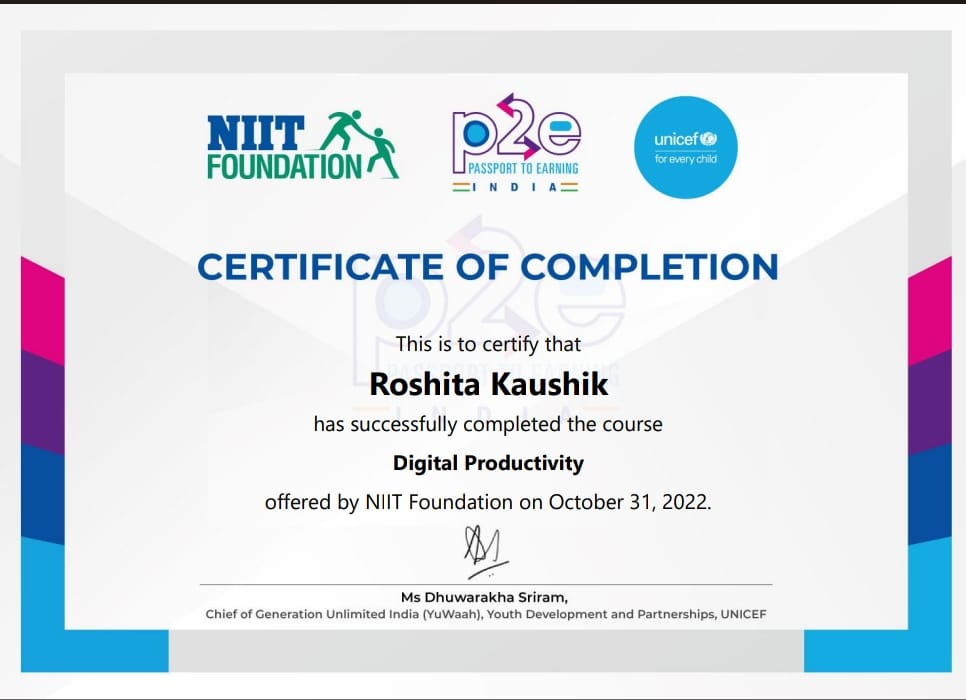 NIIT
FOUNDATION
p2e
PASSPORT TO EARNING
INDIA
unicef
for every child
CERTIFICATE OF COMPLETION
This is to certify that
Roshita Kaushik
has successfully completed the course
Digital Productivity
offered by NIIT Foundation on October 31, 2022.
Ms Dhuwarakha Sriram,
Chief of Generation Unlimited India (YuWaah), Youth Development and Partnerships, UNICEF